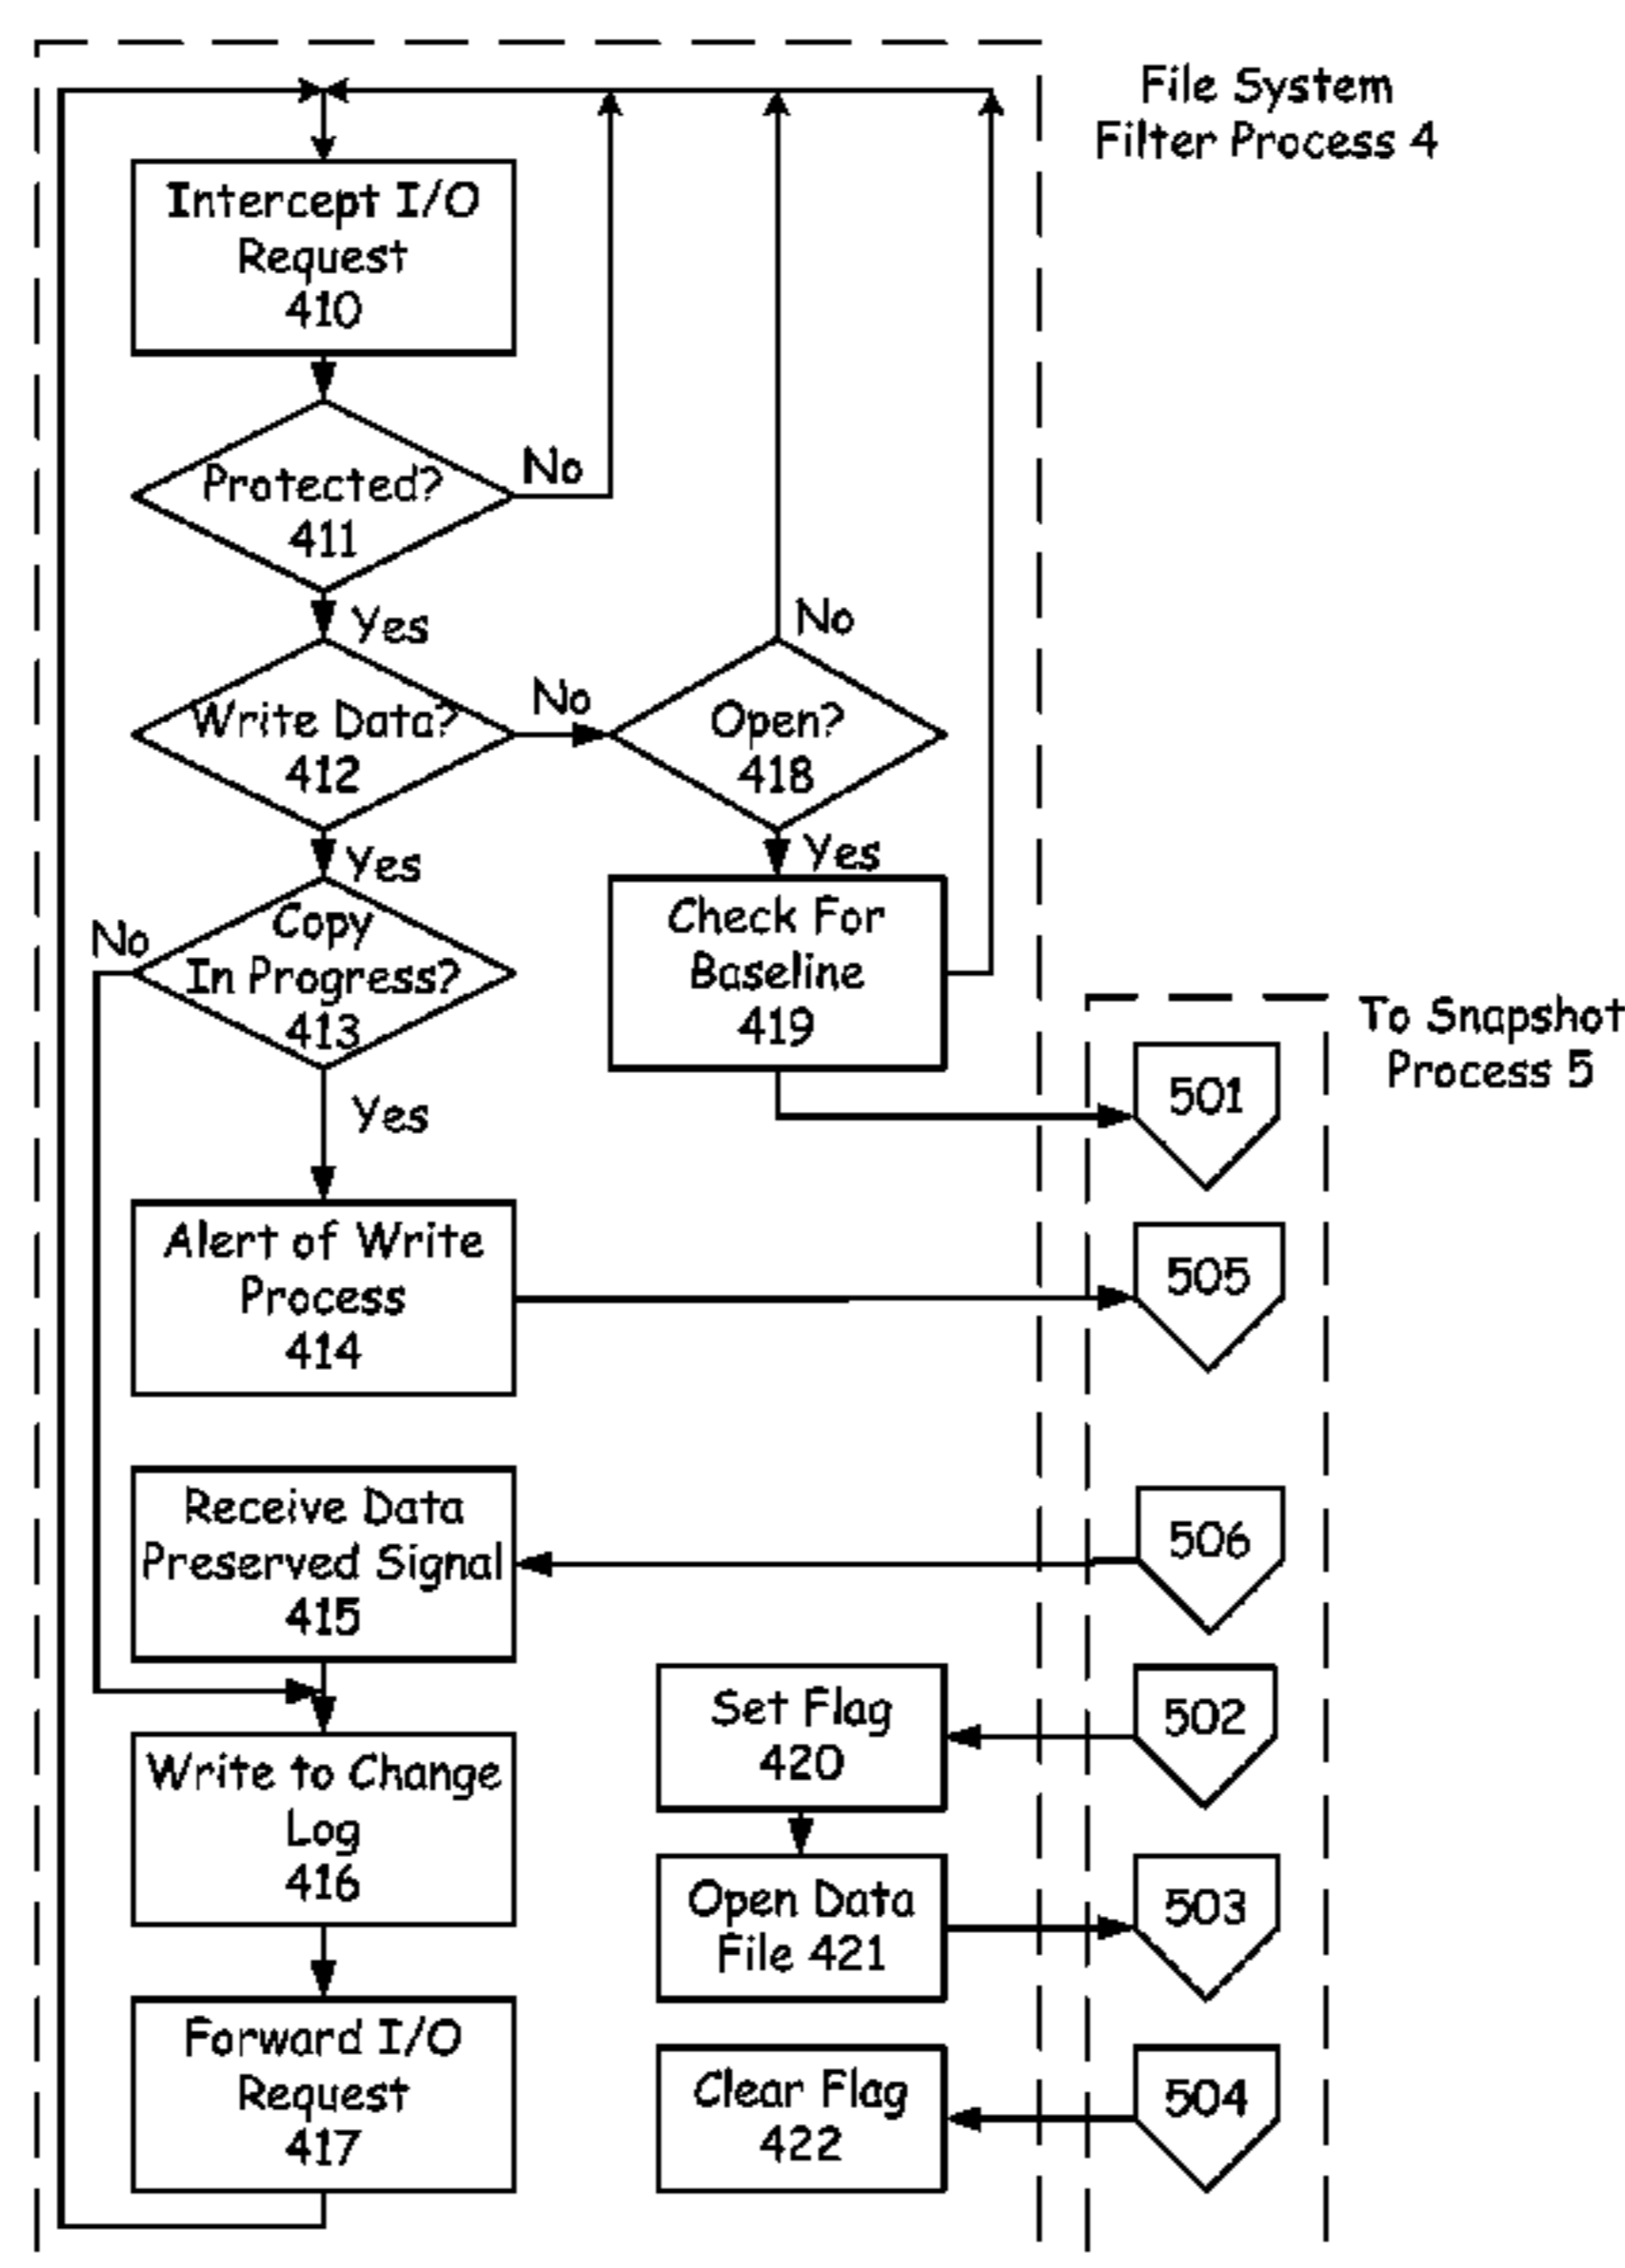 File System
Filter Process 4
Intercept I/O
Request
410
Protected?
411
No
Yes
Write Data?
412
No
Open?
418
No
Yes
Yes
Copy
In Progress?
413
No
Yes
Check For
Baseline
419
To Snapshot
Process 5
501
Alert of Write
Process
414
505
Receive Data
Preserved Signal
415
506
Set Flag
420
502
Write to Change
Log
416
Open Data
File 421
503
Forward I/O
Request
417
Clear Flag
422
504